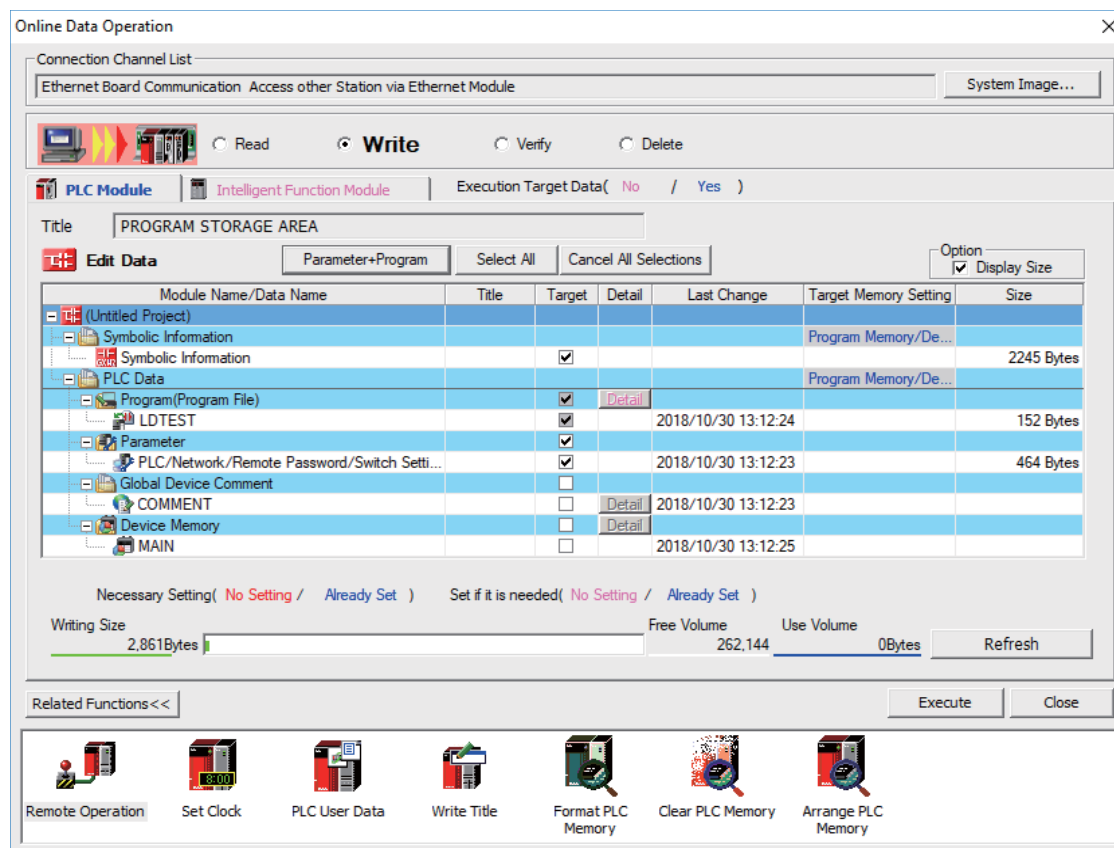 Online Data Operation
Connection Channel List
Ethernet Board Communication  Access other Station via Ethernet Module
System Image...
Read Write Verify Delete
PLC Module Intelligent Function Module Execution Target Data( No / Yes )
Title PROGRAM STORAGE AREA
Edit Data Parameter+Program Select All Cancel All Selections Option Display Size
Module Name/Data Name Title Target Detail Last Change Target Memory Setting Size
(Untitled Project)
Symbolic Information Program Memory/De...
Symbolic Information 2245 Bytes
PLC Data Program Memory/De...
Program(Program File) Detail
LDTEST 2018/10/30 13:12:24 152 Bytes
Parameter
PLC/Network/Remote Password/Switch Setti... 2018/10/30 13:12:23 464 Bytes
Global Device Comment
COMMENT Detail 2018/10/30 13:12:23
Device Memory Detail
MAIN 2018/10/30 13:12:25
Necessary Setting( No Setting / Already Set ) Set if it is needed( No Setting / Already Set )
Writing Size Free Volume Use Volume
2,861Bytes 262,144 0Bytes Refresh
Related Functions<< Execute Close
8:00
Remote Operation Set Clock PLC User Data Write Title Format PLC Memory Clear PLC Memory Arrange PLC Memory